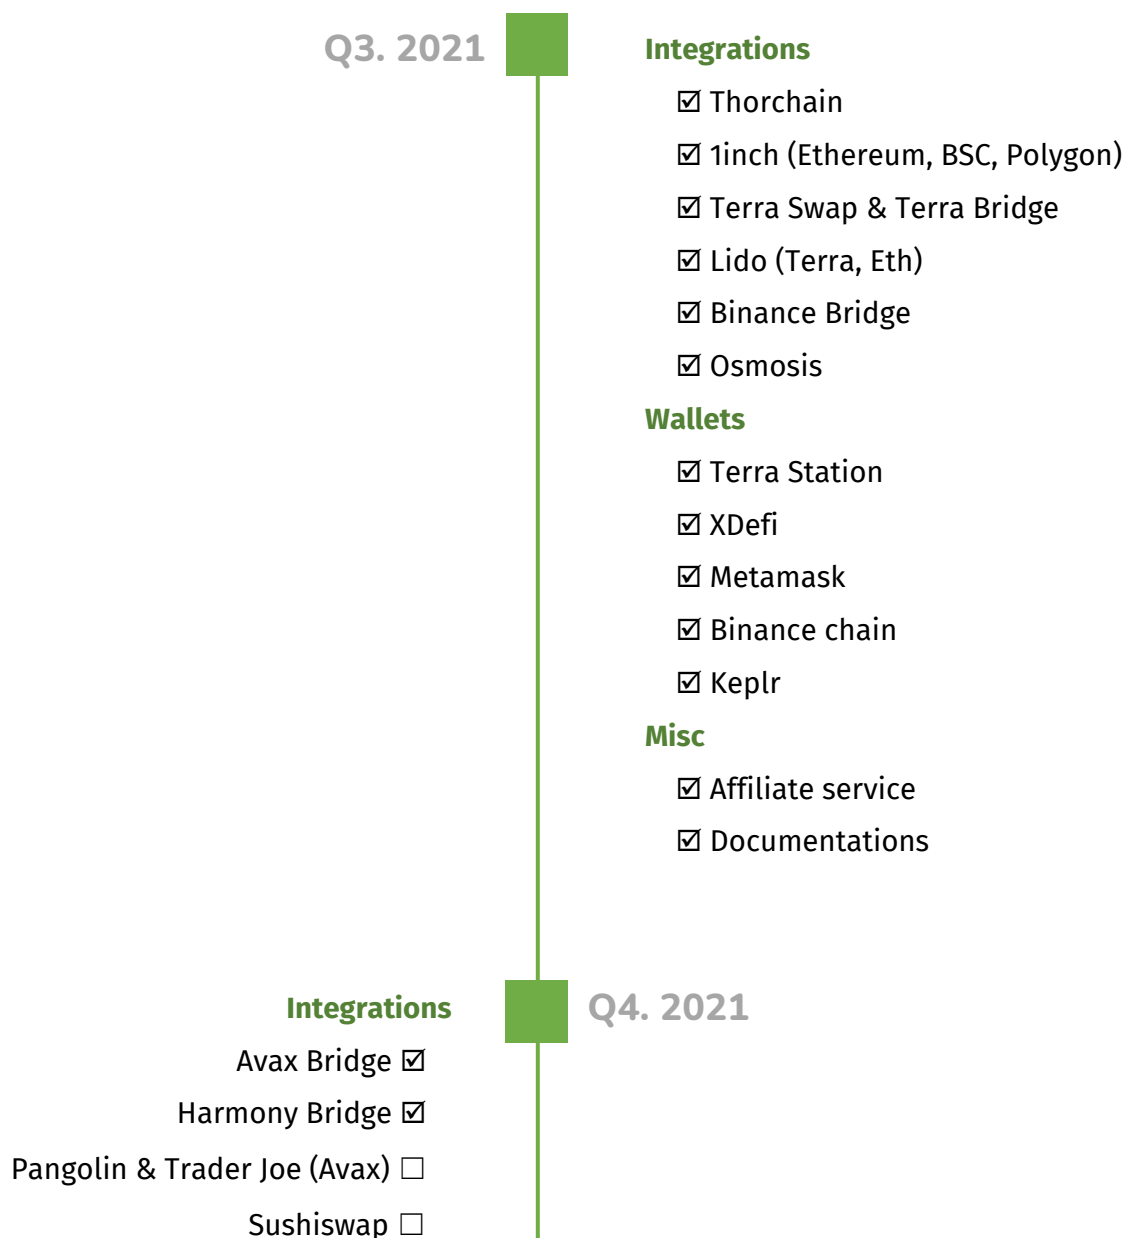 Q3. 2021
Integrations
☑ Thorchain
☑ 1inch (Ethereum, BSC, Polygon)
☑ Terra Swap & Terra Bridge
☑ Lido (Terra, Eth)
☑ Binance Bridge
☑ Osmosis
Wallets
☑ Terra Station
☑ XDefi
☑ Metamask
☑ Binance chain
☑ Keplr
Misc
☑ Affiliate service
☑ Documentations
Q4. 2021
Integrations
Avax Bridge ☑
Harmony Bridge ☑
Pangolin & Trader Joe (Avax) ☐
Sushiswap ☐